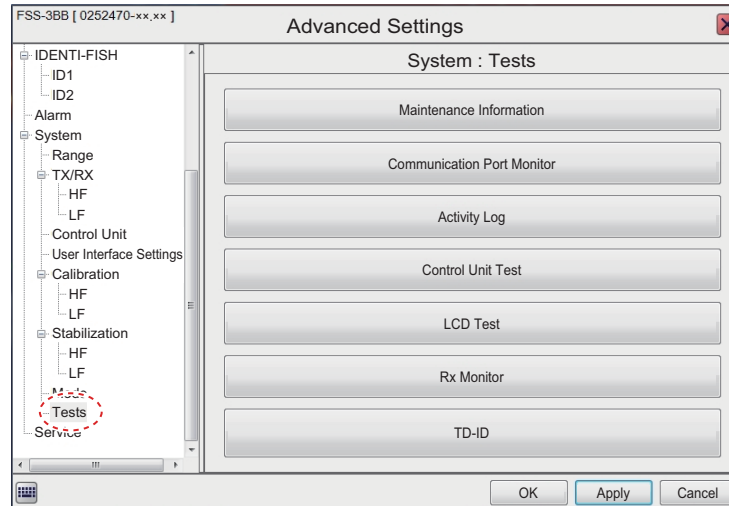 FSS-3BB [ 0252470-××.×× ]
Advanced Settings
IDENTI-FISH
ID1
ID2
Alarm
System
Range
TX/RX
HF
LF
Control Unit
User Interface Settings
Calibration
HF
LF
Stabilization
HF
LF
Mode
Tests
Service
System : Tests
Maintenance Information
Communication Port Monitor
Activity Log
Control Unit Test
LCD Test
Rx Monitor
TD-ID
OK
Apply
Cancel